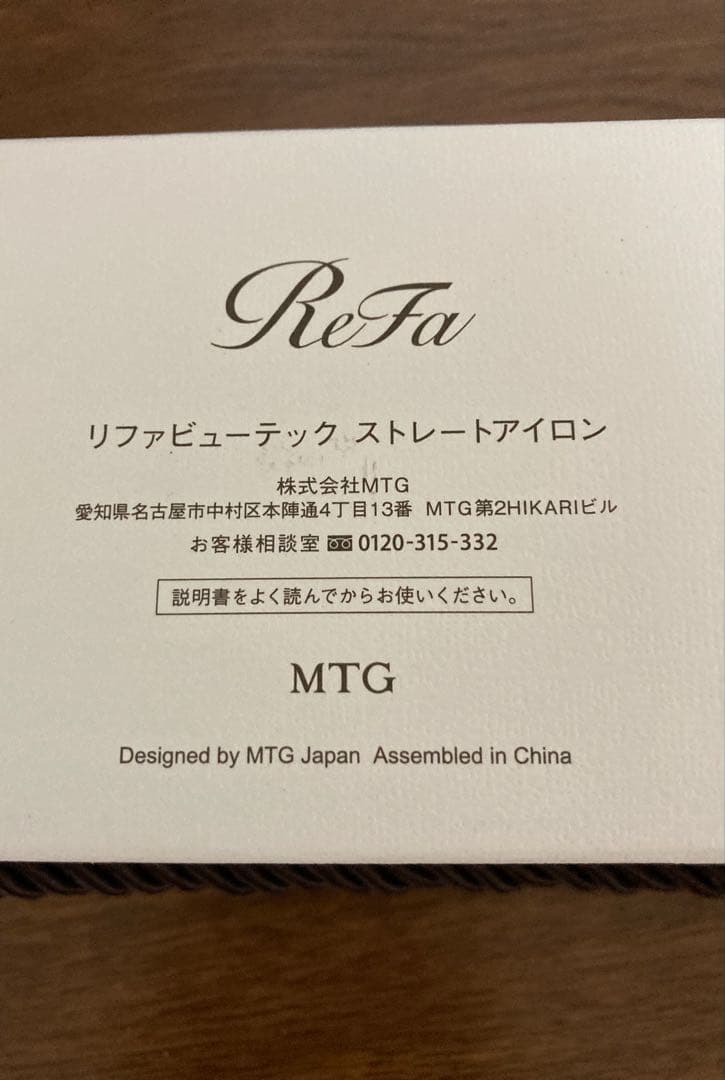 ReFa
リファビューテック ストレートアイロン
株式会社MTG
愛知県名古屋市中村区本陣通4丁目13番 MTG第2HIKARIビル
お客様相談室 0120-315-332
説明書をよく読んでからお使いください。
MTG
Designed by MTG Japan Assembled in China